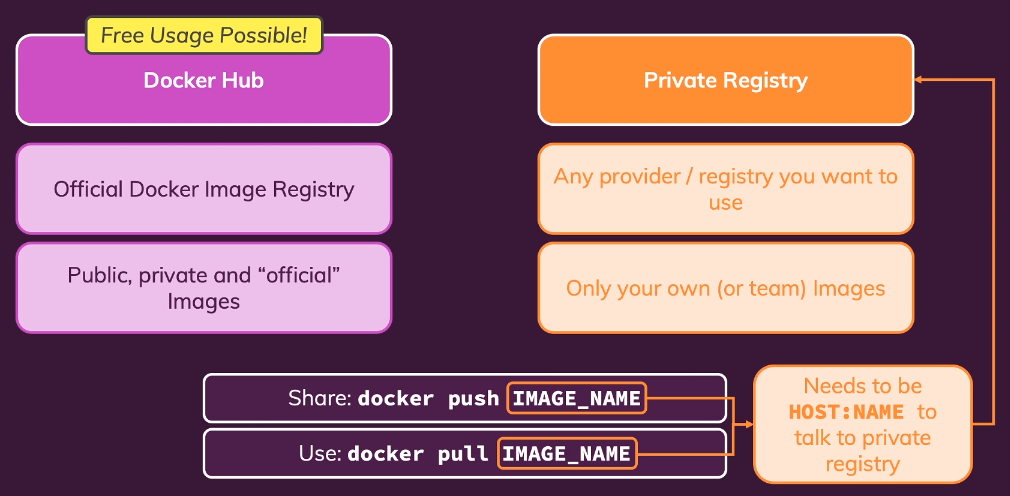 Free Usage Possible!
Docker Hub
Official Docker Image Registry
Public, private and “official”
Images
Private Registry
Any provider / registry you want to
use
Only your own (or team) Images
Share: docker push IMAGE_NAME
Use: docker pull IMAGE_NAME
Needs to be
HOST:NAME to
talk to private
registry